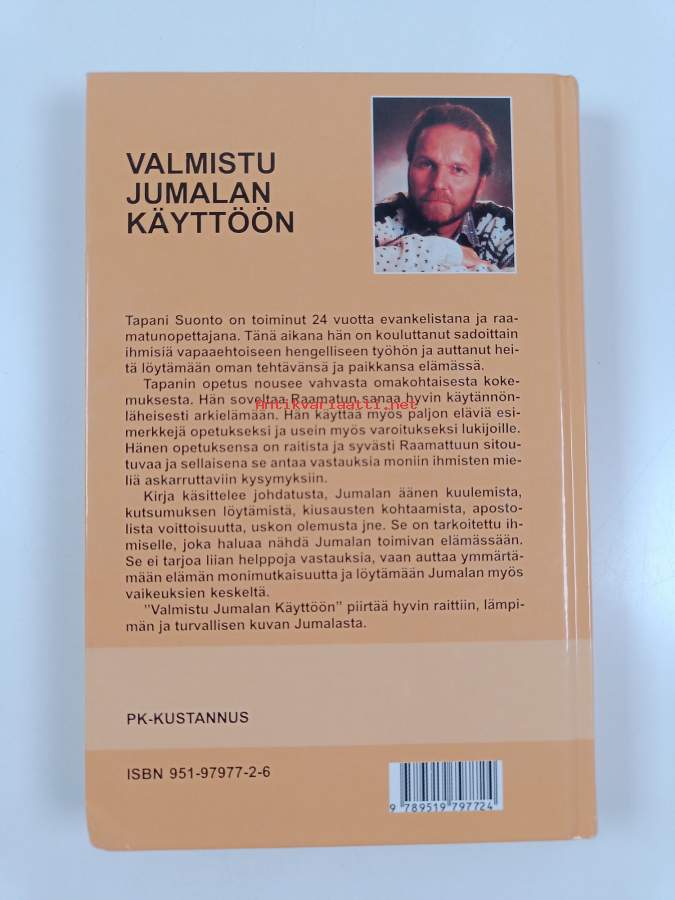 VALMISTU
JUMALAN
KÄYTTÖÖN
Tapani Suonto on toiminut 24 vuotta evankelistana ja raa-
matunopettajana. Tänä aikana hän on kouluttanut sadoittain
ihmisiä vapaaehtoiseen hengelliseen työhön ja auttanut hei-
tä löytämään oman tehtävänsä ja paikkansa elämässä.
Tapanin opetus nousee vahvasta omakohtaisesta koke-
muksesta. Hän soveltaa Raamatun sanaa hyvin käytännön-
Antikvariaatti.net
läheisesti arkielämään. Hän käyttää myös paljon eläviä esi-
merkkejä opetukseksi ja usein myös varoitukseksi lukijoille.
Hänen opetuksensa on raitista ja syvästi Raamattuun sitou-
tuvaa ja sellaisena se antaa vastauksia moniin ihmisten mie-
liä askarruttaviin kysymyksiin.
Kirja käsittelee johdatusta, Jumalan äänen kuulemista,
kutsumuksen löytämistä, kiusausten kohtaamista, aposto-
lista voittoisuutta, uskon olemusta jne. Se on tarkoitettu ih-
miselle, joka haluaa nähdä Jumalan toimivan elämässään.
Se ei tarjoa liian helppoja vastauksia, vaan auttaa ymmärtä-
mään elämän monimutkaisuutta ja löytämään Jumalan myös
vaikeuksien keskeltä.
"Valmistu Jumalan Käyttöön" piirtää hyvin raittiin, lämpi-
män ja turvallisen kuvan Jumalasta.
PK-KUSTANNUS
ISBN 951-97977-2-6
9 789519 797724